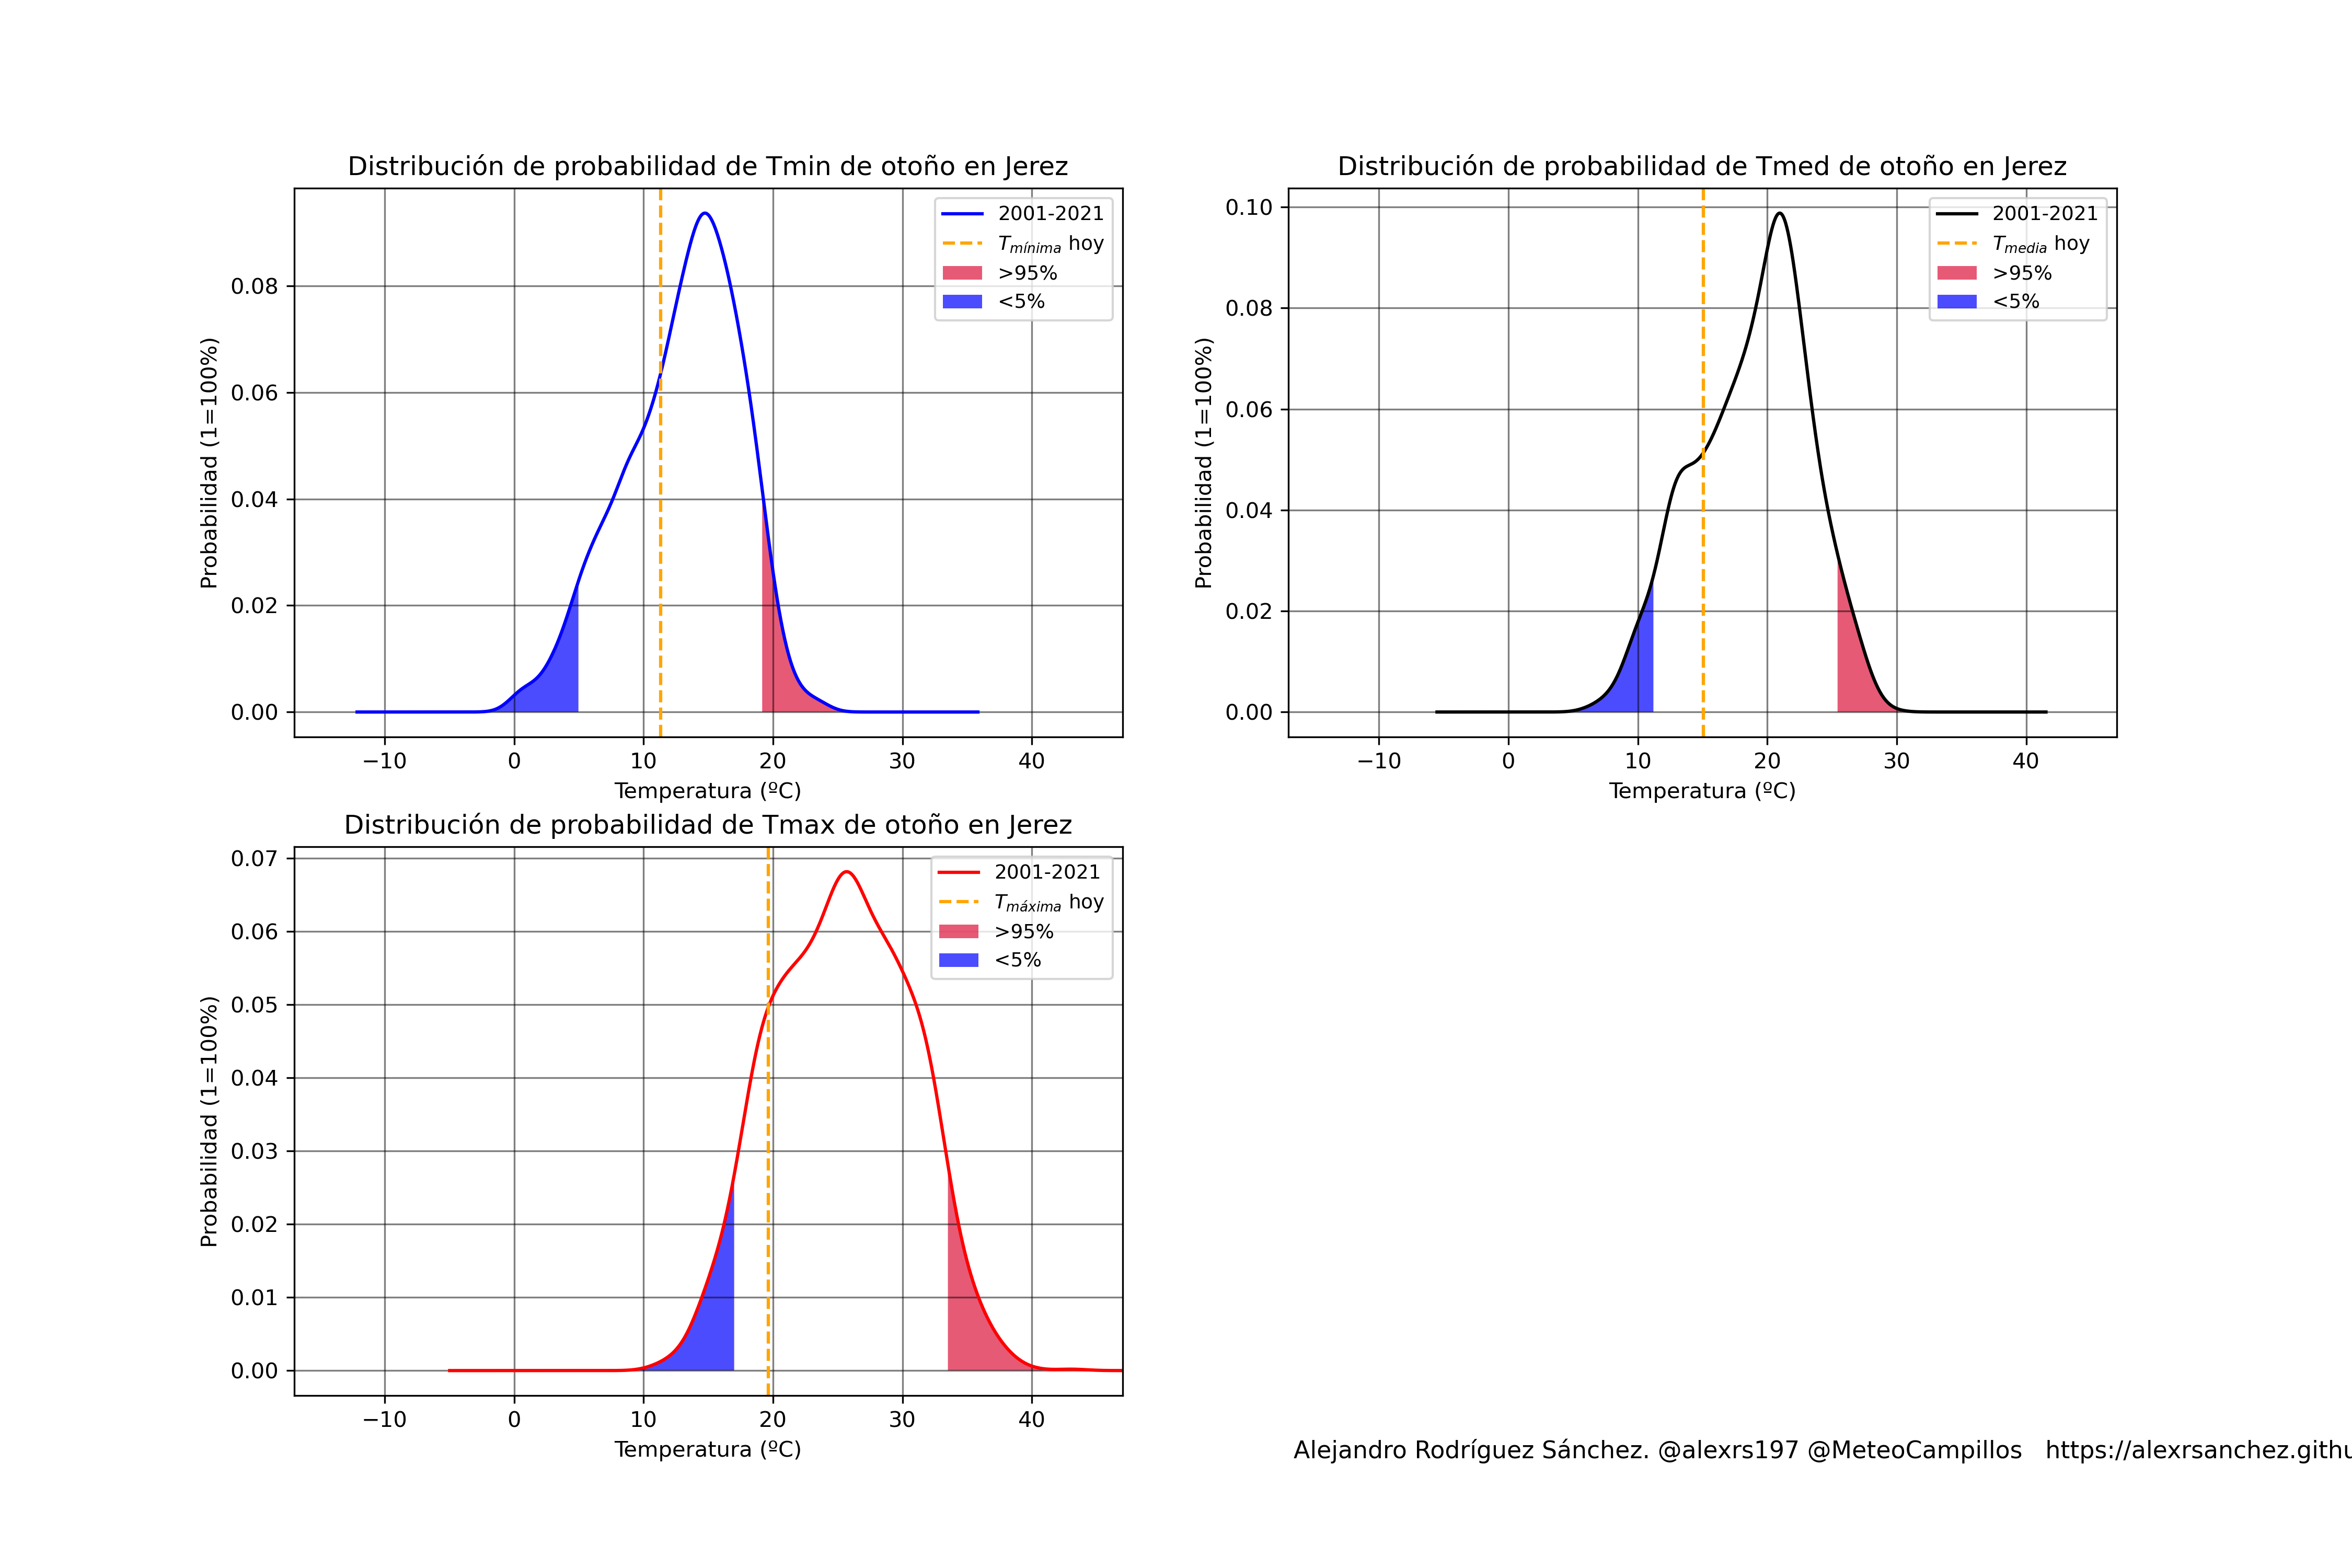 Distribución de probabilidad de Tmin de otoño en Jerez
Probabilidad (1=100%)
0.08
0.06
0.04
0.02
0.00
2001-2021
Tmínima hoy
>95%
<5%
−10 0 10 20 30 40
Temperatura (ºC)
Distribución de probabilidad de Tmed de otoño en Jerez
Probabilidad (1=100%)
0.10
0.08
0.06
0.04
0.02
0.00
2001-2021
Tmedia hoy
>95%
<5%
−10 0 10 20 30 40
Temperatura (ºC)
Distribución de probabilidad de Tmax de otoño en Jerez
Probabilidad (1=100%)
0.07
0.06
0.05
0.04
0.03
0.02
0.01
0.00
2001-2021
Tmáxima hoy
>95%
<5%
−10 0 10 20 30 40
Temperatura (ºC)
Alejandro Rodríguez Sánchez. @alexrs197 @MeteoCampillos https://alexrsanchez.githu